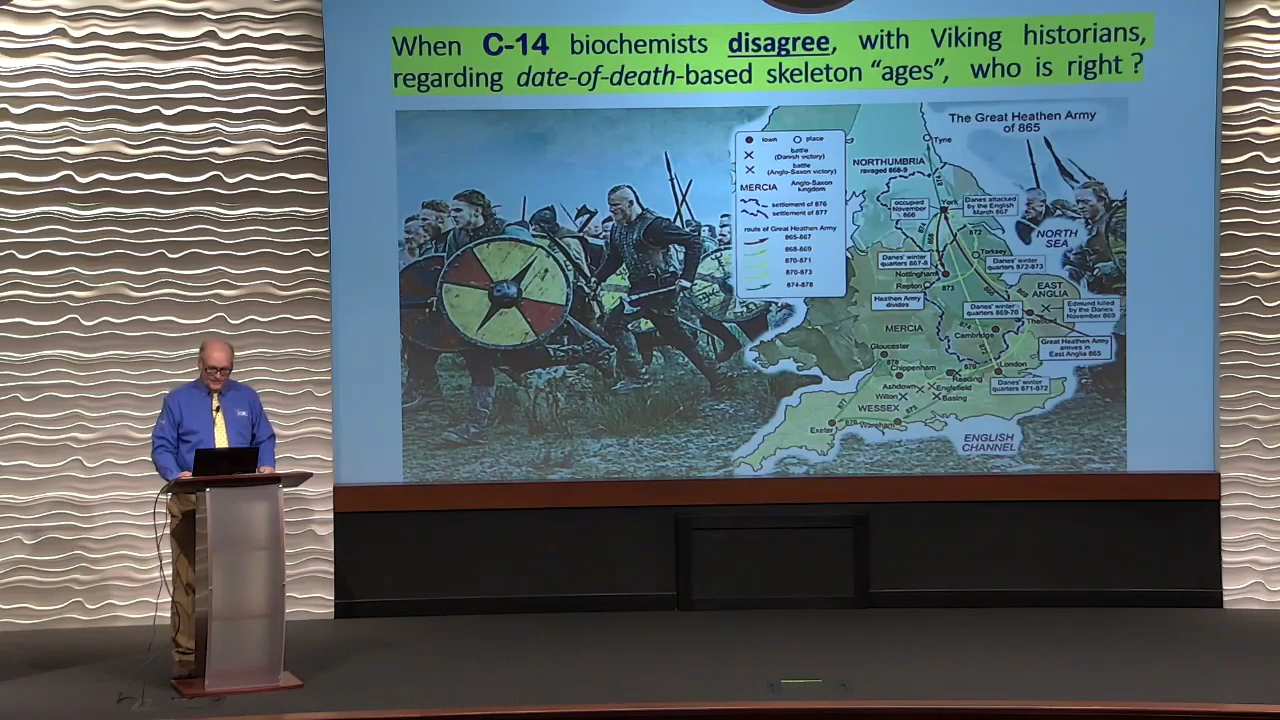 When C-14 biochemists disagree, with Viking historians,
regarding date-of-death-based skeleton “ages”, who is right ?
The Great Heathen Army
of 865
town
place
battle
(Danish victory)
battle
(Anglo-Saxon victory)
MERCIA
Anglo-Saxon
kingdom
settlement of 876
settlement of 877
route of Great Heathen Army
865-867
868-869
870-871
870-873
874-878
Tyne
NORTHUMBRIA
ravaged 868-9
occupied
November
866
York
Danes attacked
by the English
March 867
NORTH
SEA
872
Torksey
Danes' winter
quarters 867-8
Danes' winter
quarters 872-873
Nottingham
Repton
873
EAST
ANGLIA
Heathen Army
divides
Danes' winter
quarters 869-70
Edmund killed
by the Danes
November 869
Thetford
MERCIA
Cambridge
Great Heathen Army
arrives in
East Anglia 865
Gloucester
Chippenham
870
London
Reading
Danes' winter
quarters 871-872
Ashdown
Englefield
Wilton
Basing
WESSEX
Exeter
Wareham
ENGLISH
CHANNEL